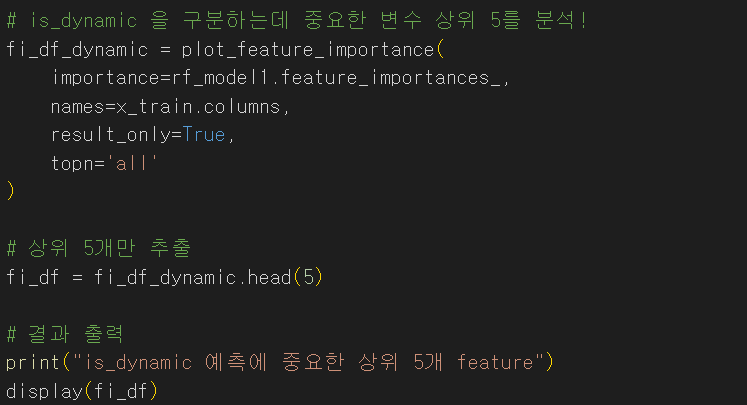 # is_dynamic 을 구분하는데 중요한 변수 상위 5를 분석!
fi_df_dynamic = plot_feature_importance(
    importance=rf_model1.feature_importances_,
    names=x_train.columns,
    result_only=True,
    topn='all'
)
# 상위 5개만 추출
fi_df = fi_df_dynamic.head(5)
# 결과 출력
print("is_dynamic 예측에 중요한 상위 5개 feature")
display(fi_df)